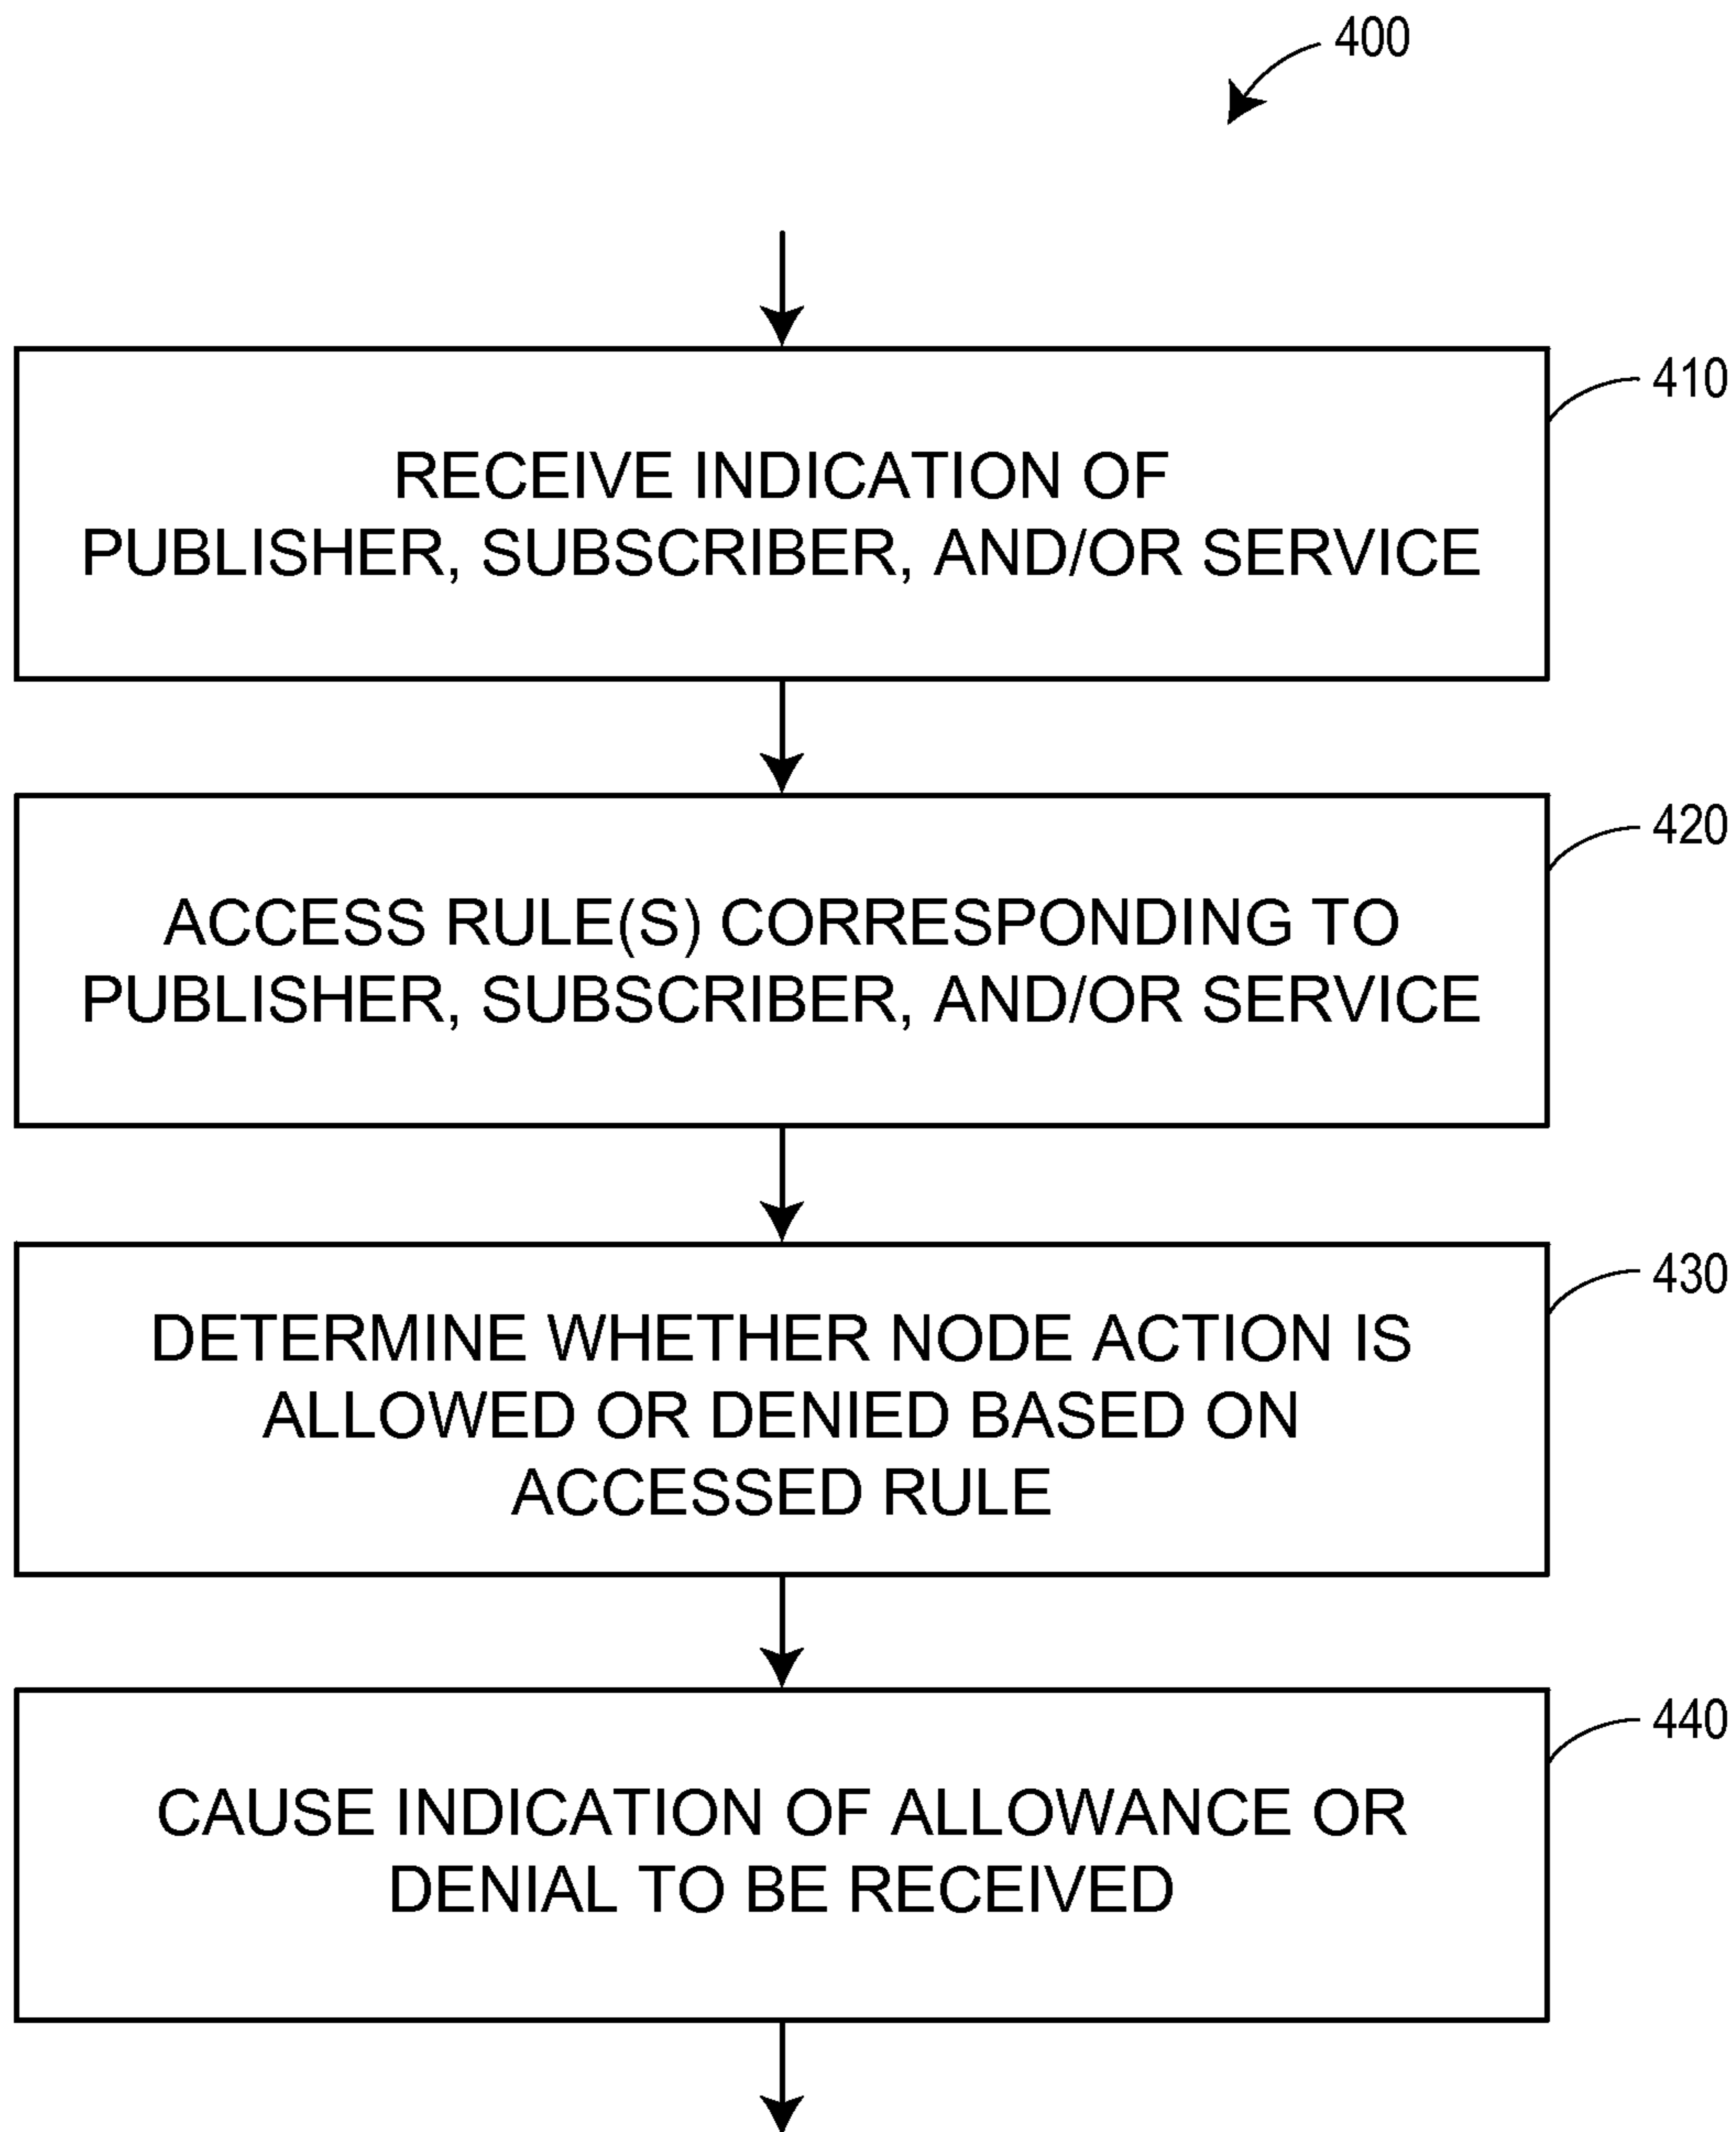 400
410
RECEIVE INDICATION OF
PUBLISHER, SUBSCRIBER, AND/OR SERVICE
420
ACCESS RULE(S) CORRESPONDING TO
PUBLISHER, SUBSCRIBER, AND/OR SERVICE
430
DETERMINE WHETHER NODE ACTION IS
ALLOWED OR DENIED BASED ON
ACCESSED RULE
440
CAUSE INDICATION OF ALLOWANCE OR
DENIAL TO BE RECEIVED